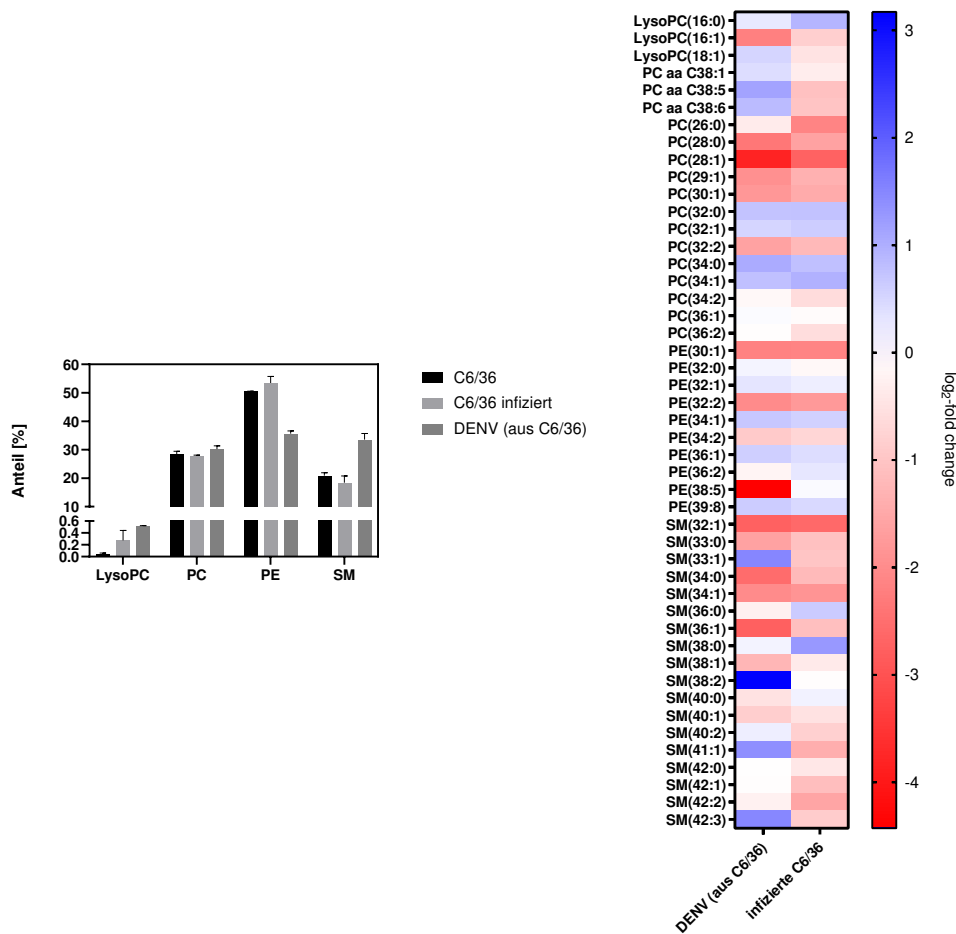 Anteil [%]
60
50
40
30
20
10
0.6
0.4
0.2
0.0
LysoPC PC PE SM
C6/36
C6/36 infiziert
DENV (aus C6/36)
LysoPC(16:0)
LysoPC(16:1)
LysoPC(18:1)
PC aa C38:1
PC aa C38:5
PC aa C38:6
PC(26:0)
PC(28:0)
PC(28:1)
PC(29:1)
PC(30:1)
PC(32:0)
PC(32:1)
PC(32:2)
PC(34:0)
PC(34:1)
PC(34:2)
PC(36:1)
PC(36:2)
PE(30:1)
PE(32:0)
PE(32:1)
PE(32:2)
PE(34:1)
PE(34:2)
PE(36:1)
PE(36:2)
PE(38:5)
PE(39:8)
SM(32:1)
SM(33:0)
SM(33:1)
SM(34:0)
SM(34:1)
SM(36:0)
SM(36:1)
SM(38:0)
SM(38:1)
SM(38:2)
SM(40:0)
SM(40:1)
SM(40:2)
SM(41:1)
SM(42:0)
SM(42:1)
SM(42:2)
SM(42:3)
DENV (aus C6/36)
infizierte C6/36
3
2
1
0
-1
-2
-3
-4
log2-fold change